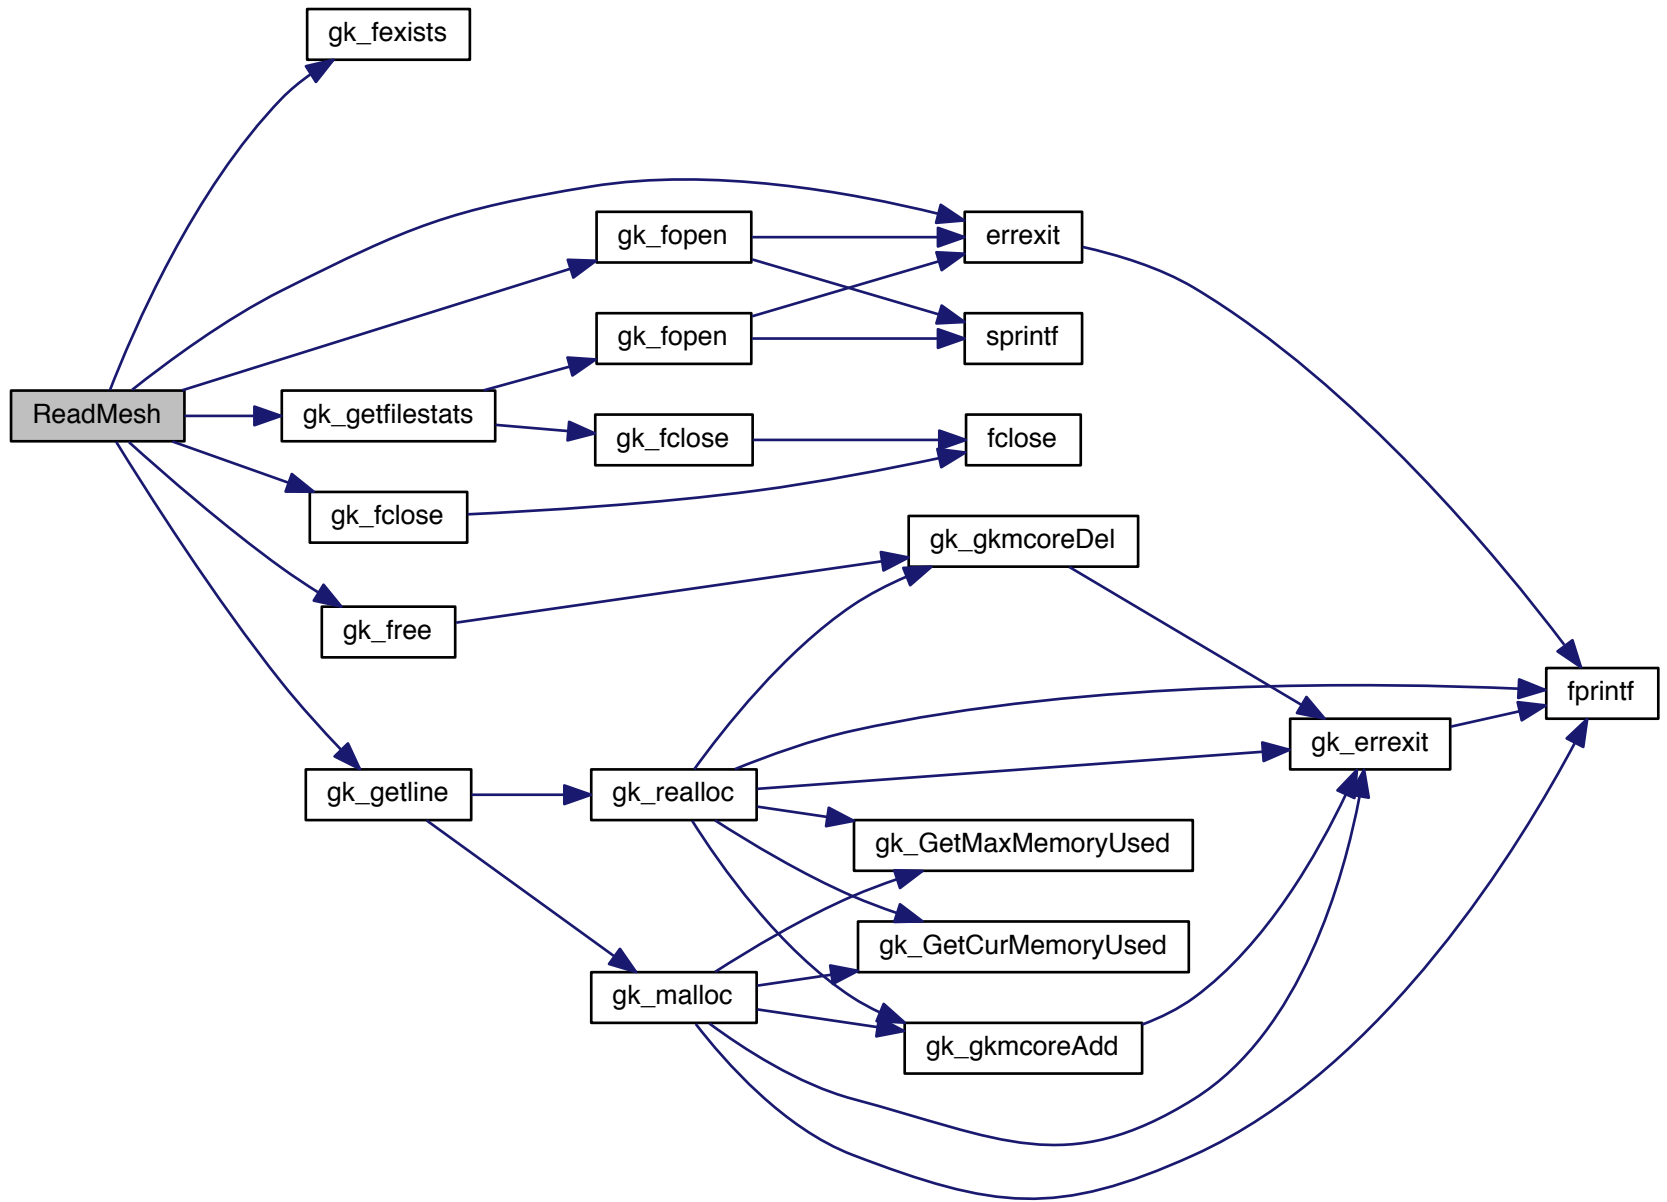 gk_fexists
gk_fopen
errexit
gk_fopen
sprintf
ReadMesh
gk_getfilestats
gk_fclose
fclose
gk_fclose
gk_gkmcoreDel
gk_free
fprintf
gk_errexit
gk_getline
gk_realloc
gk_GetMaxMemoryUsed
gk_GetCurMemoryUsed
gk_malloc
gk_gkmcoreAdd